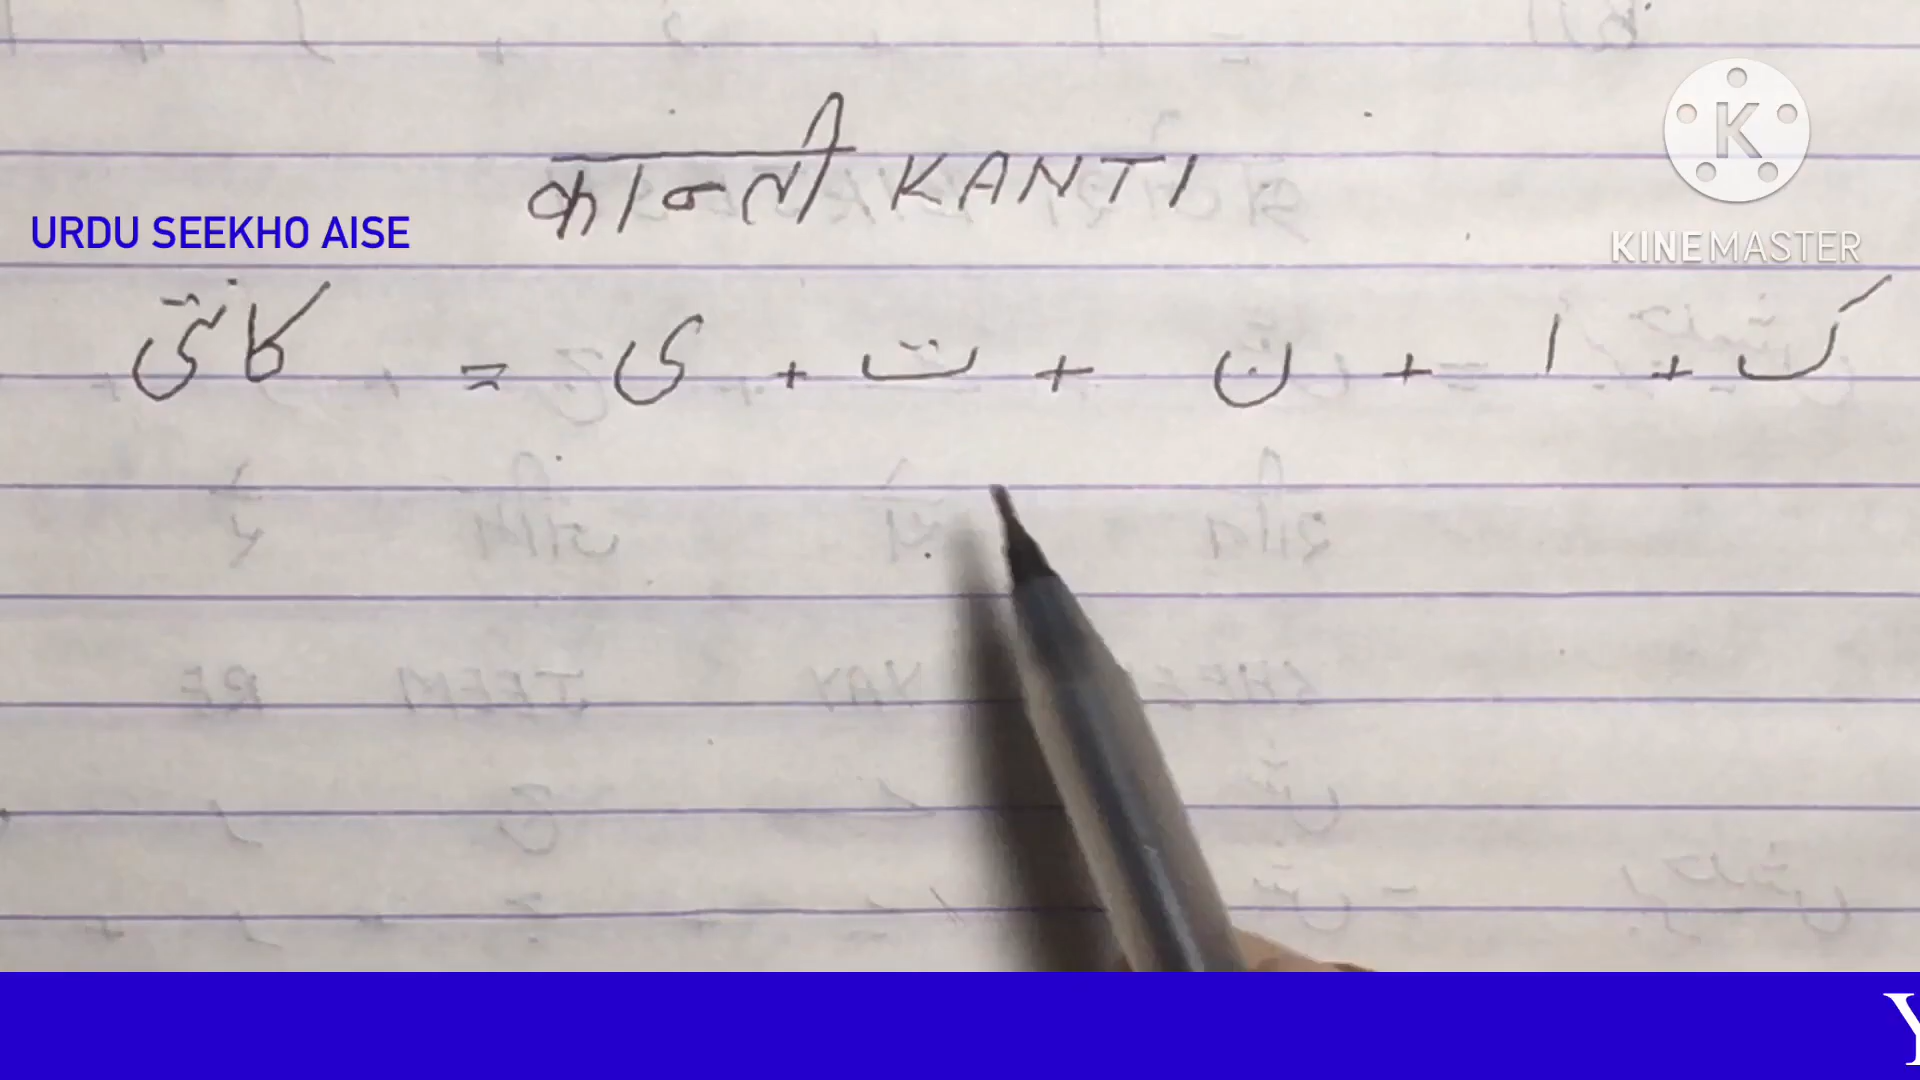 कान्ती KANTI
KINEMASTER
URDU SEEKHO AISE
ک + ا + ن + ت + ی = کانتی
Y